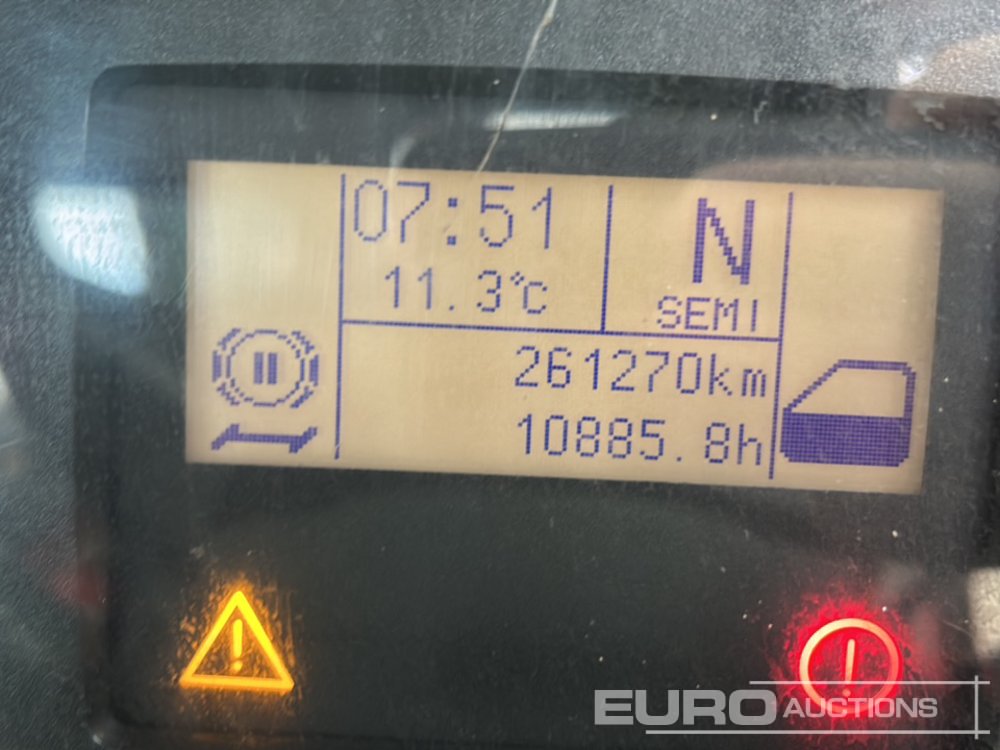 07:51
11.3°C
N
SEMI
261270km
10885.8h
EURO AUCTIONS